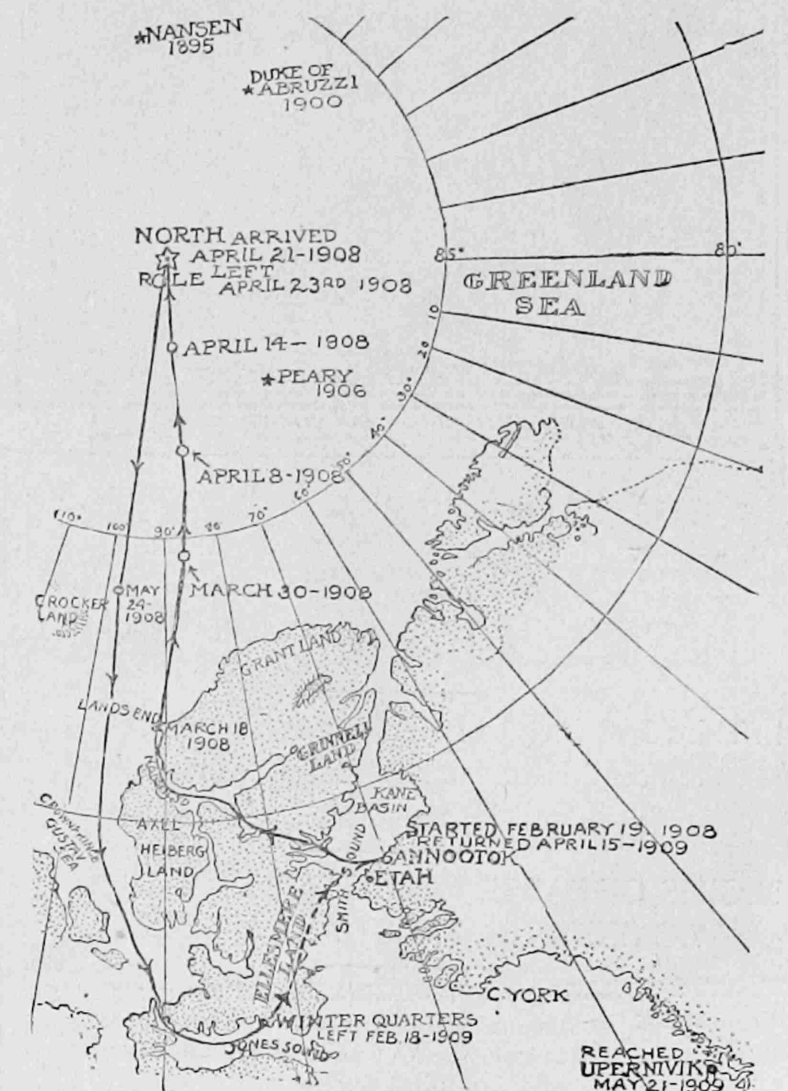 *NANSEN
1895
DUKE OF
*ABRUZZI
1900
NORTH ARRIVED
APRIL 21-1908
POLE LEFT
APRIL 23RD 1908
85°
80°
GREENLAND
SEA
10
20
30°
40°
50°
60°
70°
80
90°
100
110°
APRIL 14-1908
*PEARY
1906
APRIL 8-1908
MARCH 30-1908
MAY
24-
1908
CROCKER
LAND
GRANT LAND
LANDS END
MARCH 18
1908
GRINNELL
LAND
KANE
BASIN
CROWN PRINCE
GUSTAV
SEA
AXEL
HEIBERG
LAND
STARTED FEBRUARY 19, 1908
RETURNED APRIL 15-1909
ANNOOTOK
ETAH
SMITH SOUND
ELLESMERE
LAND
C. YORK
WINTER QUARTERS
LEFT FEB. 18-1909
JONES SOUND
REACHED
UPERNIVIK
MAY 21-1909